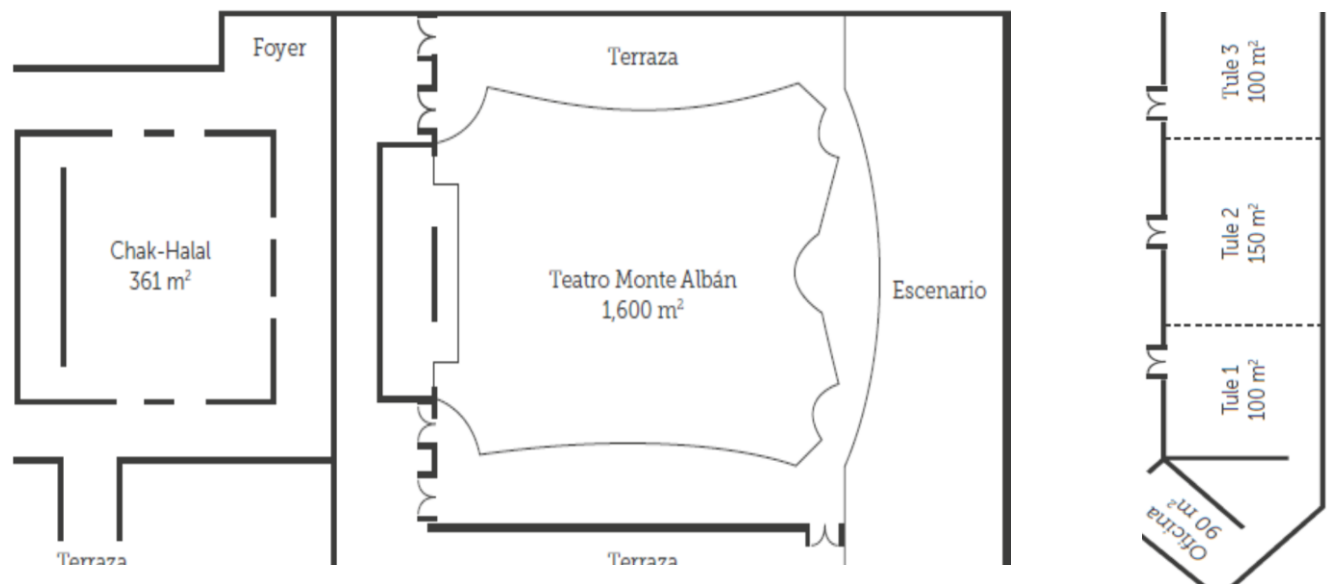 Foyer
Terraza
Chak-Halal
361 m²
Teatro Monte Albán
1,600 m²
Escenario
Terraza
Terraza
Tule 3
100 m²
Tule 2
150 m²
Tule 1
100 m²
Oficina
90 m²